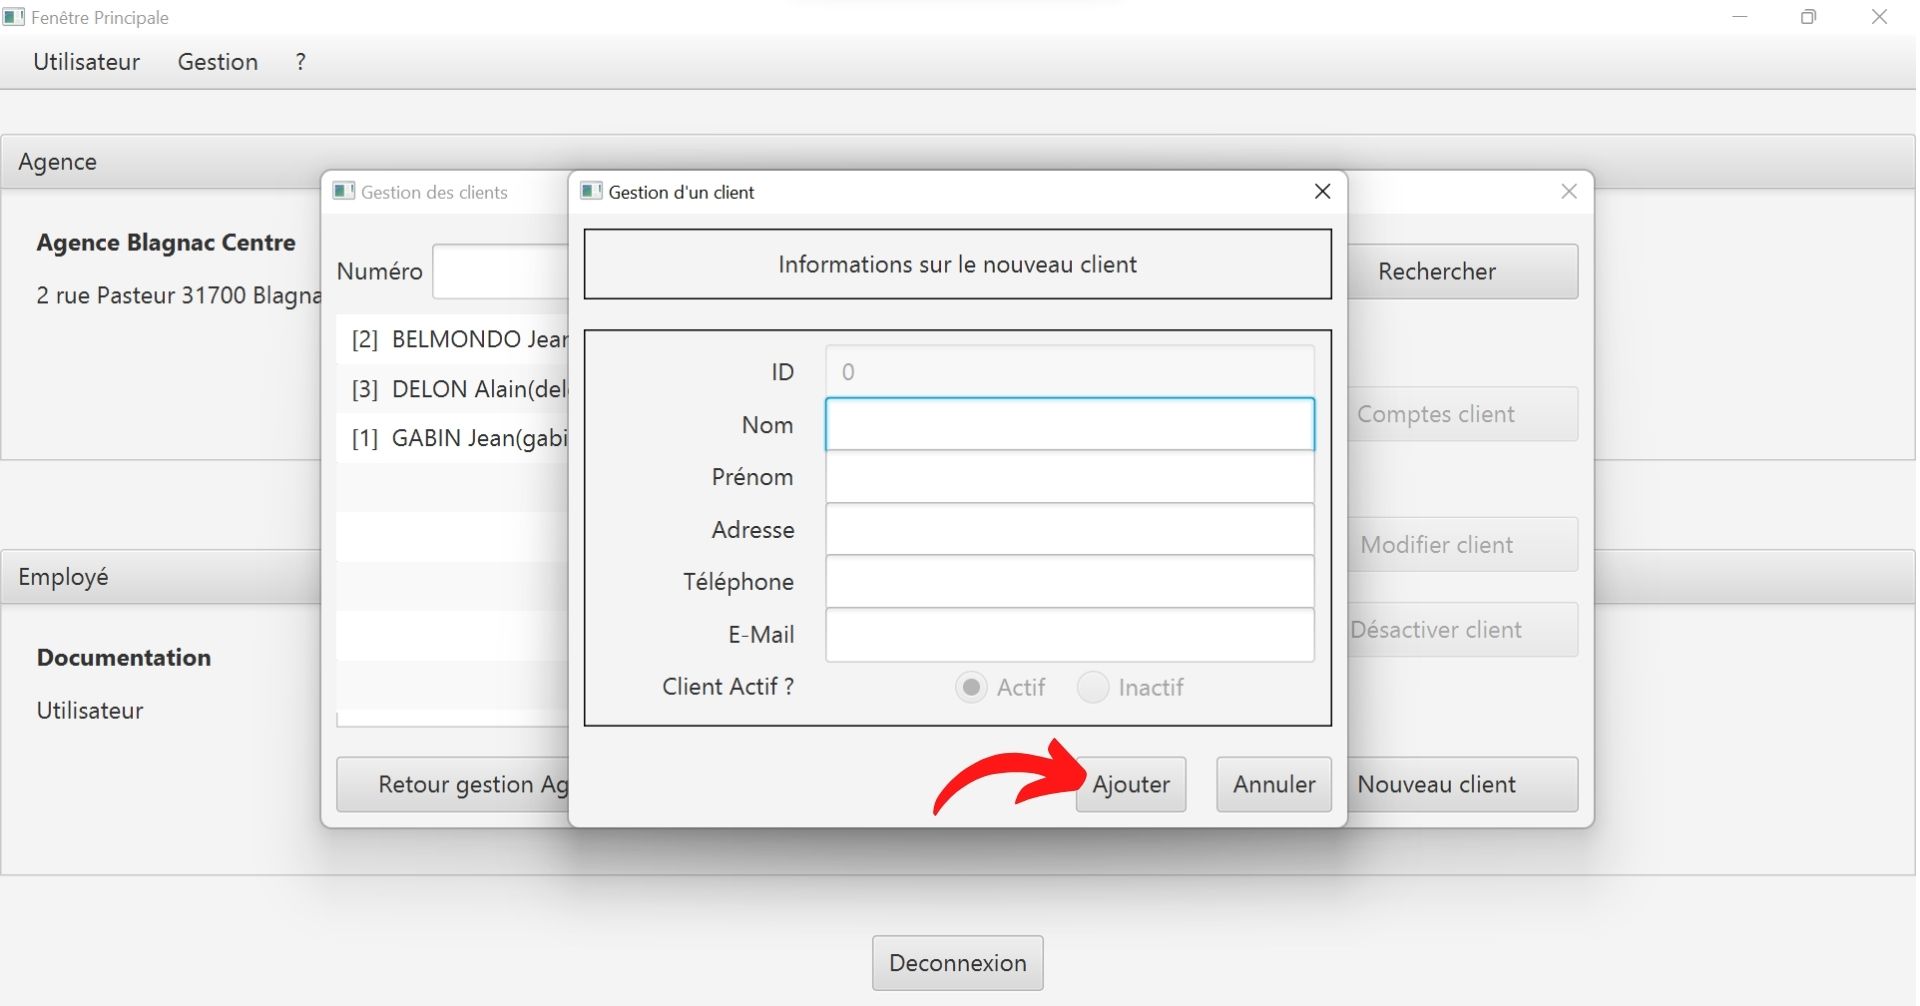 Fenêtre Principale
Utilisateur Gestion ?
Agence
Agence Blagnac Centre
2 rue Pasteur 31700 Blagna
Gestion des clients
Numéro
Rechercher
[2] BELMONDO Jean
[3] DELON Alain(del
[1] GABIN Jean(gabi
Comptes client
Modifier client
Désactiver client
Retour gestion Ag
Nouveau client
Gestion d'un client
Informations sur le nouveau client
ID 0
Nom
Prénom
Adresse
Téléphone
E-Mail
Client Actif ? Actif Inactif
Ajouter Annuler
Employé
Documentation
Utilisateur
Deconnexion